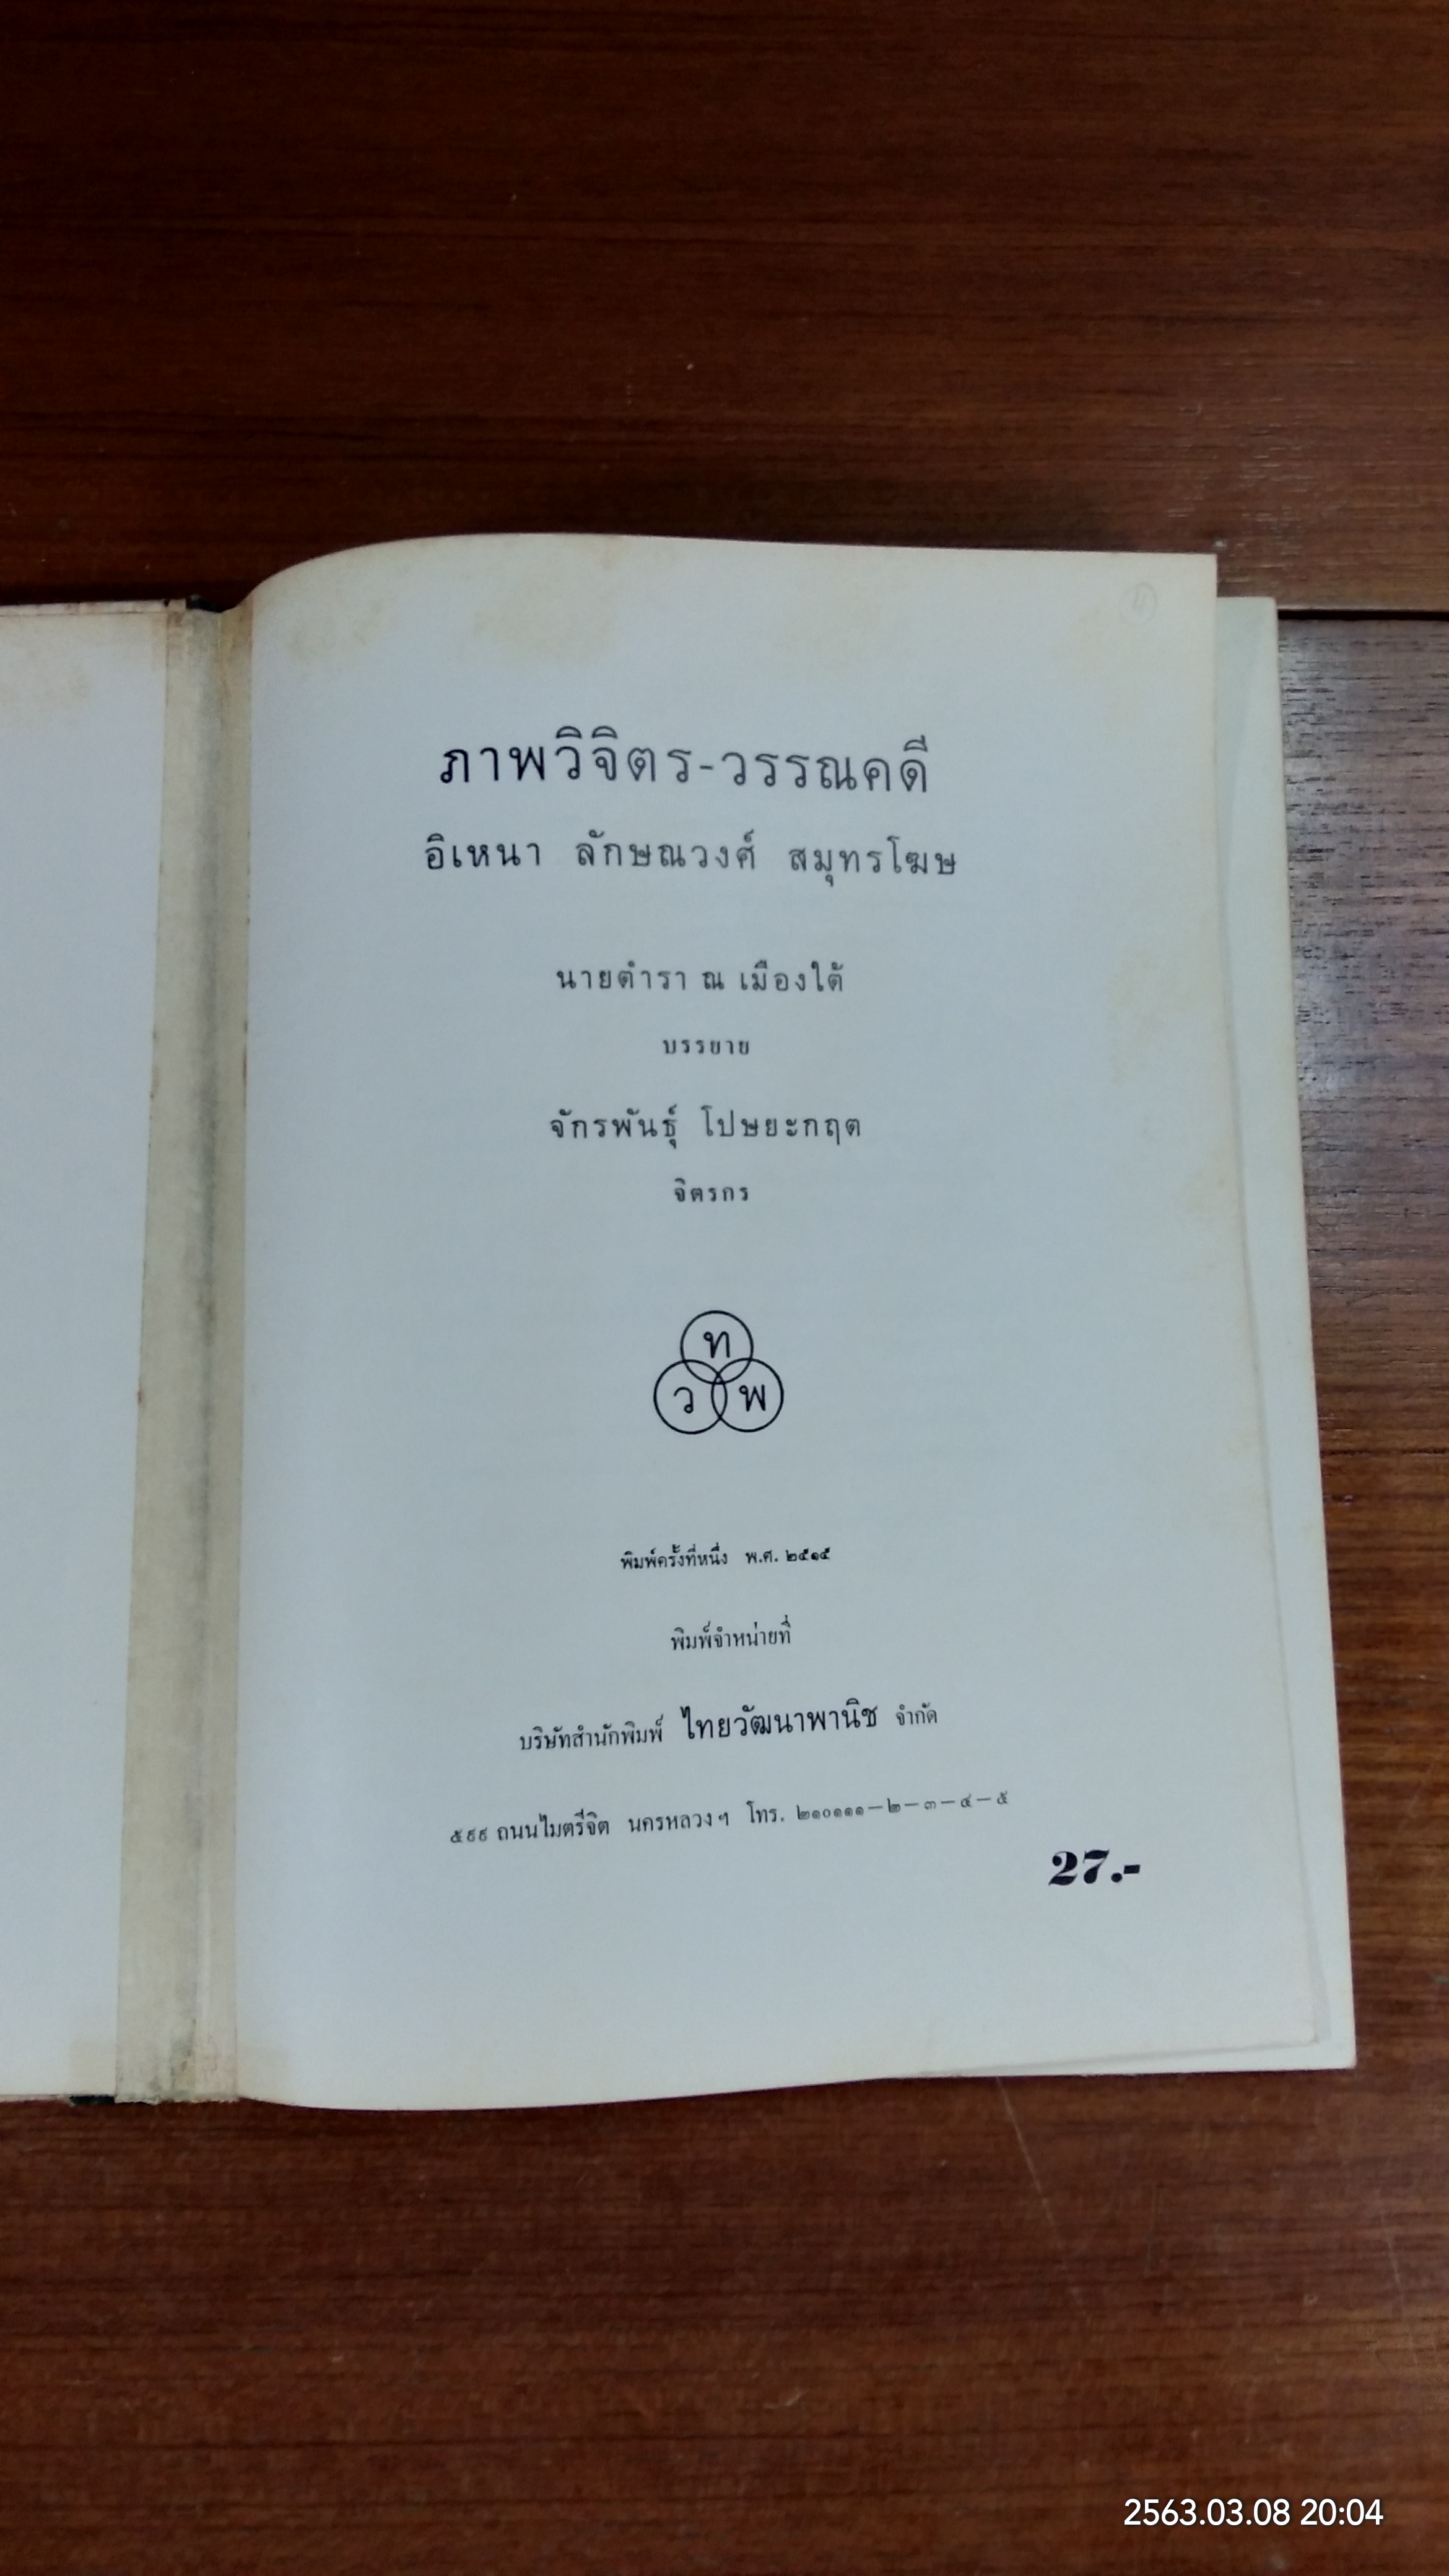 ภาพวิจิตร-วรรณคดี
อิเหนา ลักษณวงศ์ สมุทรโฆษ
นายตำรา ณ เมืองใต้
บรรยาย
จักรพันธุ์ โปษยะกฤต
จิตรกร
ท
ว พ
พิมพ์ครั้งที่หนึ่ง พ.ศ. ๒๕๑๕
พิมพ์จำหน่ายที่
บริษัทสำนักพิมพ์ ไทยวัฒนาพานิช จำกัด
๕๙๙ ถนนไมตรีจิต นครหลวงฯ โทร. ๒๑๐๑๑๑—๒—๓—๔—๕
27.-
2563.03.08 20:04